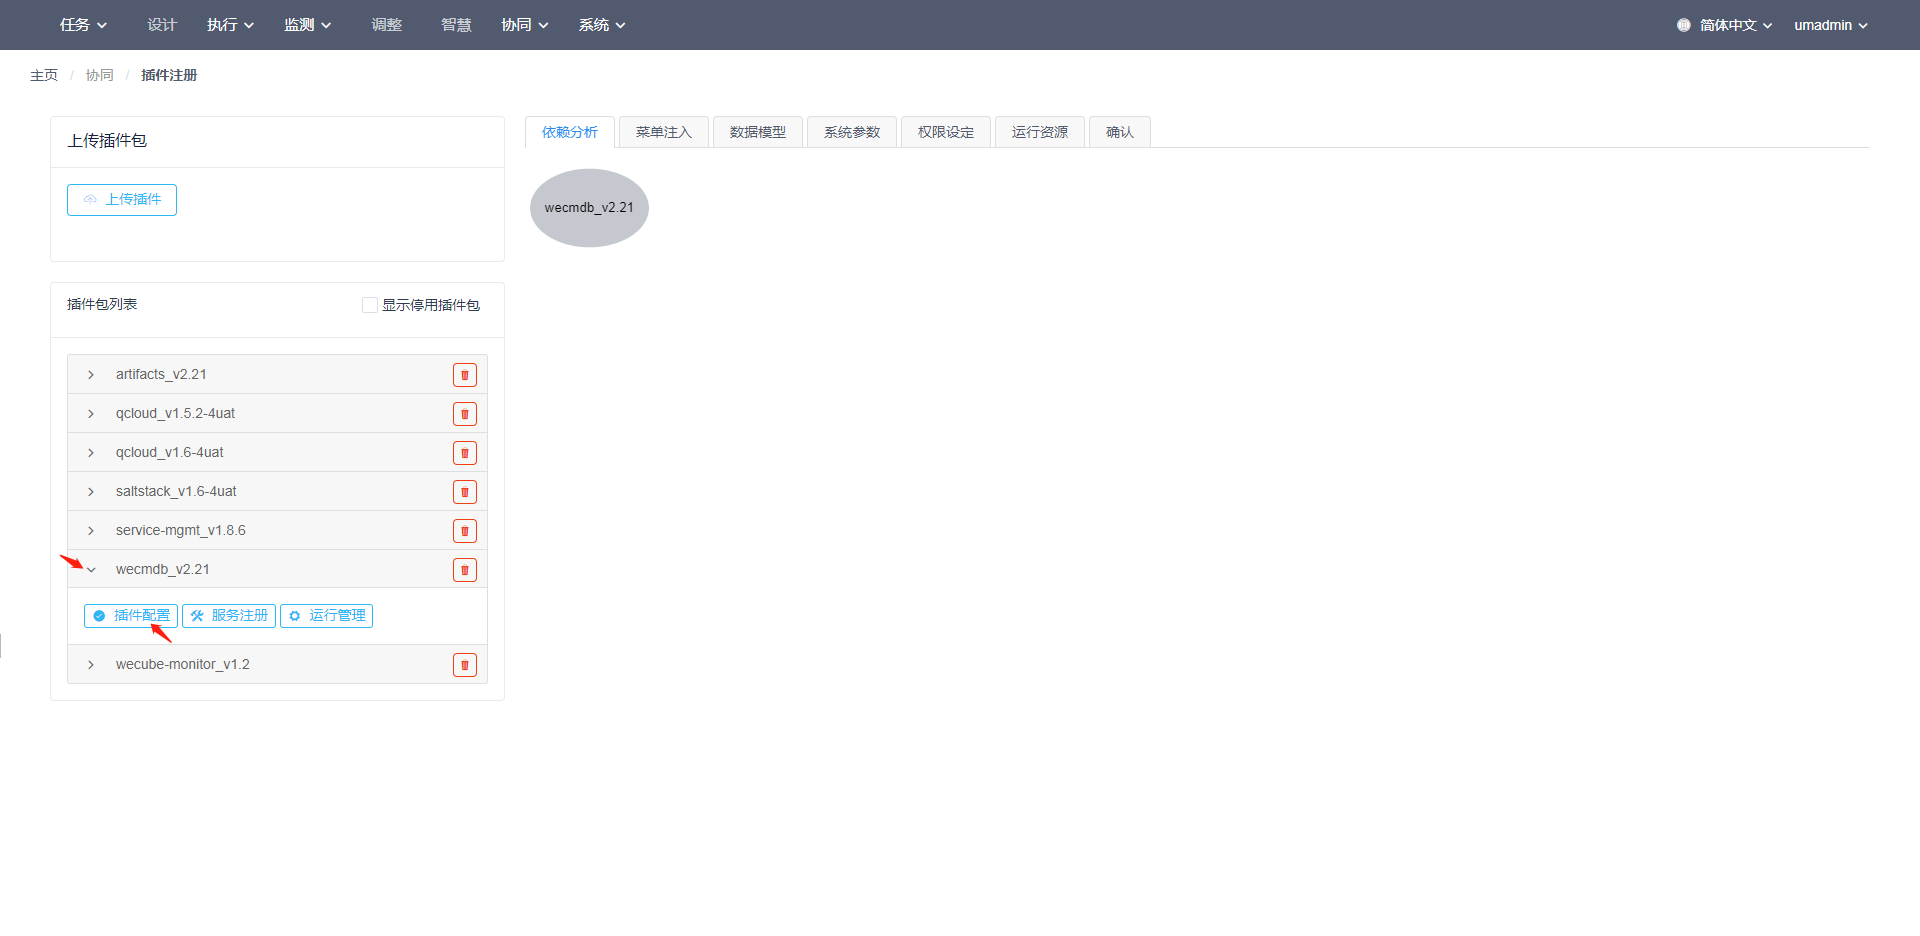 任务 设计 执行 监测 调整 智慧 协同 系统 简体中文 umadmin
主页 / 协同 / 插件注册
上传插件包
上传插件
插件包列表 显示停用插件包
artifacts_v2.21
qcloud_v1.5.2-4uat
qcloud_v1.6-4uat
saltstack_v1.6-4uat
service-mgmt_v1.8.6
wecmdb_v2.21
插件配置 服务注册 运行管理
wecube-monitor_v1.2
依赖分析 菜单注入 数据模型 系统参数 权限设定 运行资源 确认
wecmdb_v2.21